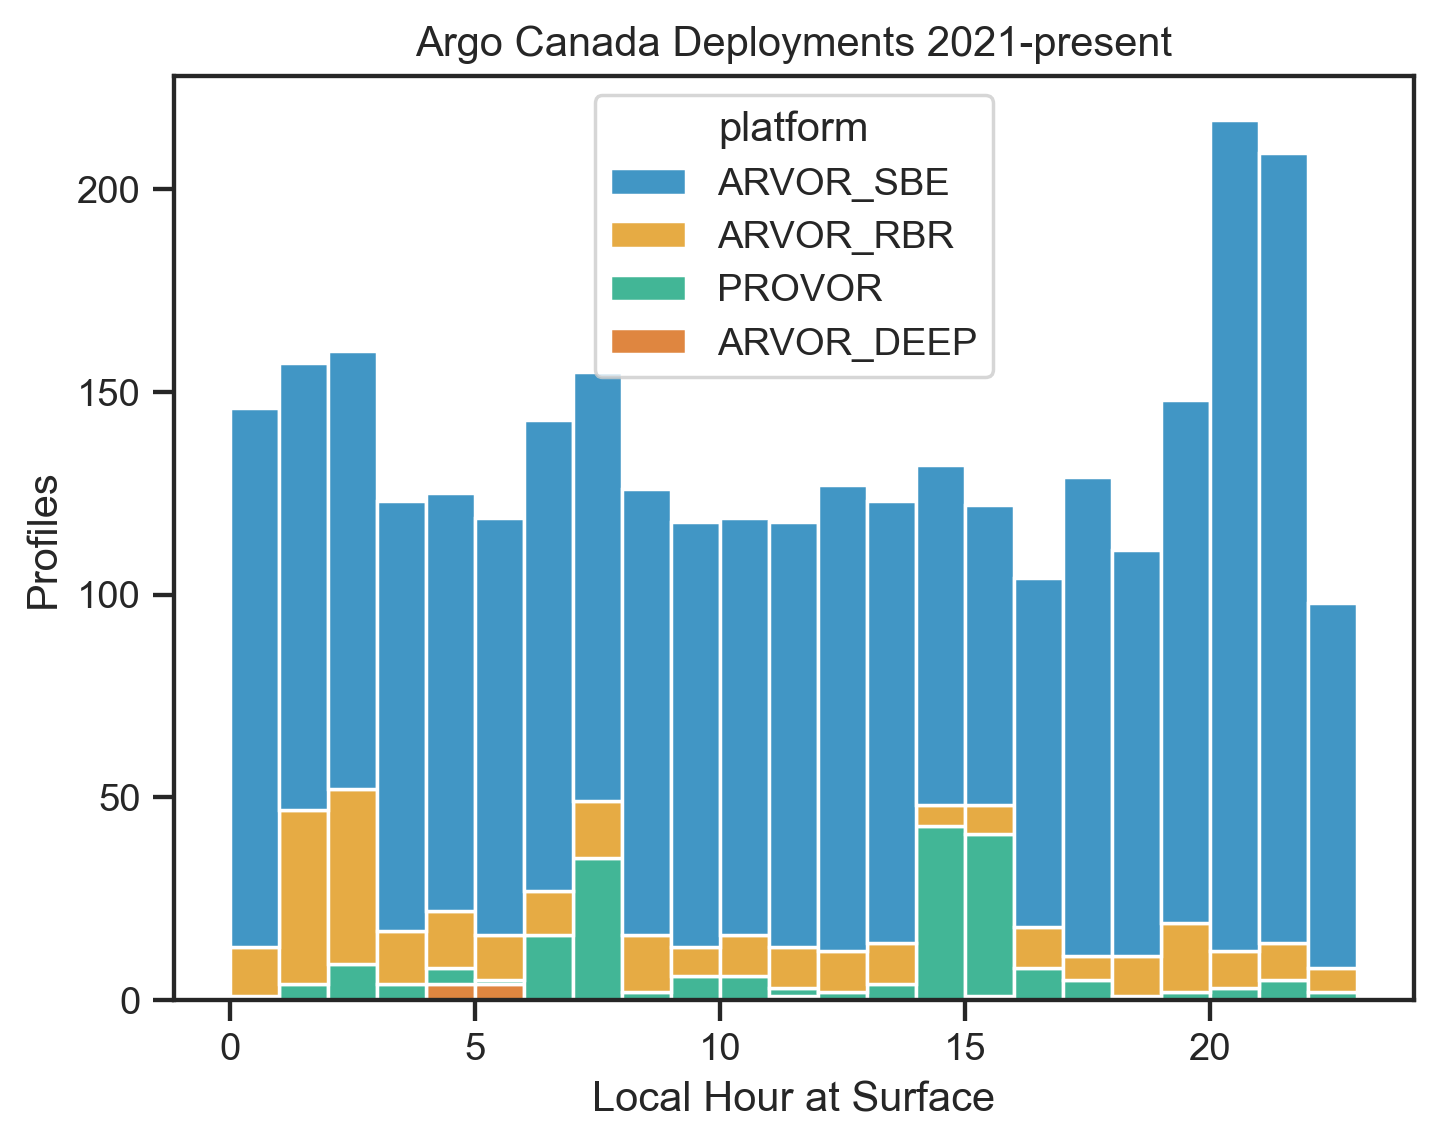 Argo Canada Deployments 2021-present
platform
ARVOR_SBE
ARVOR_RBR
PROVOR
ARVOR_DEEP
Profiles
200
150
100
50
0
0 5 10 15 20
Local Hour at Surface